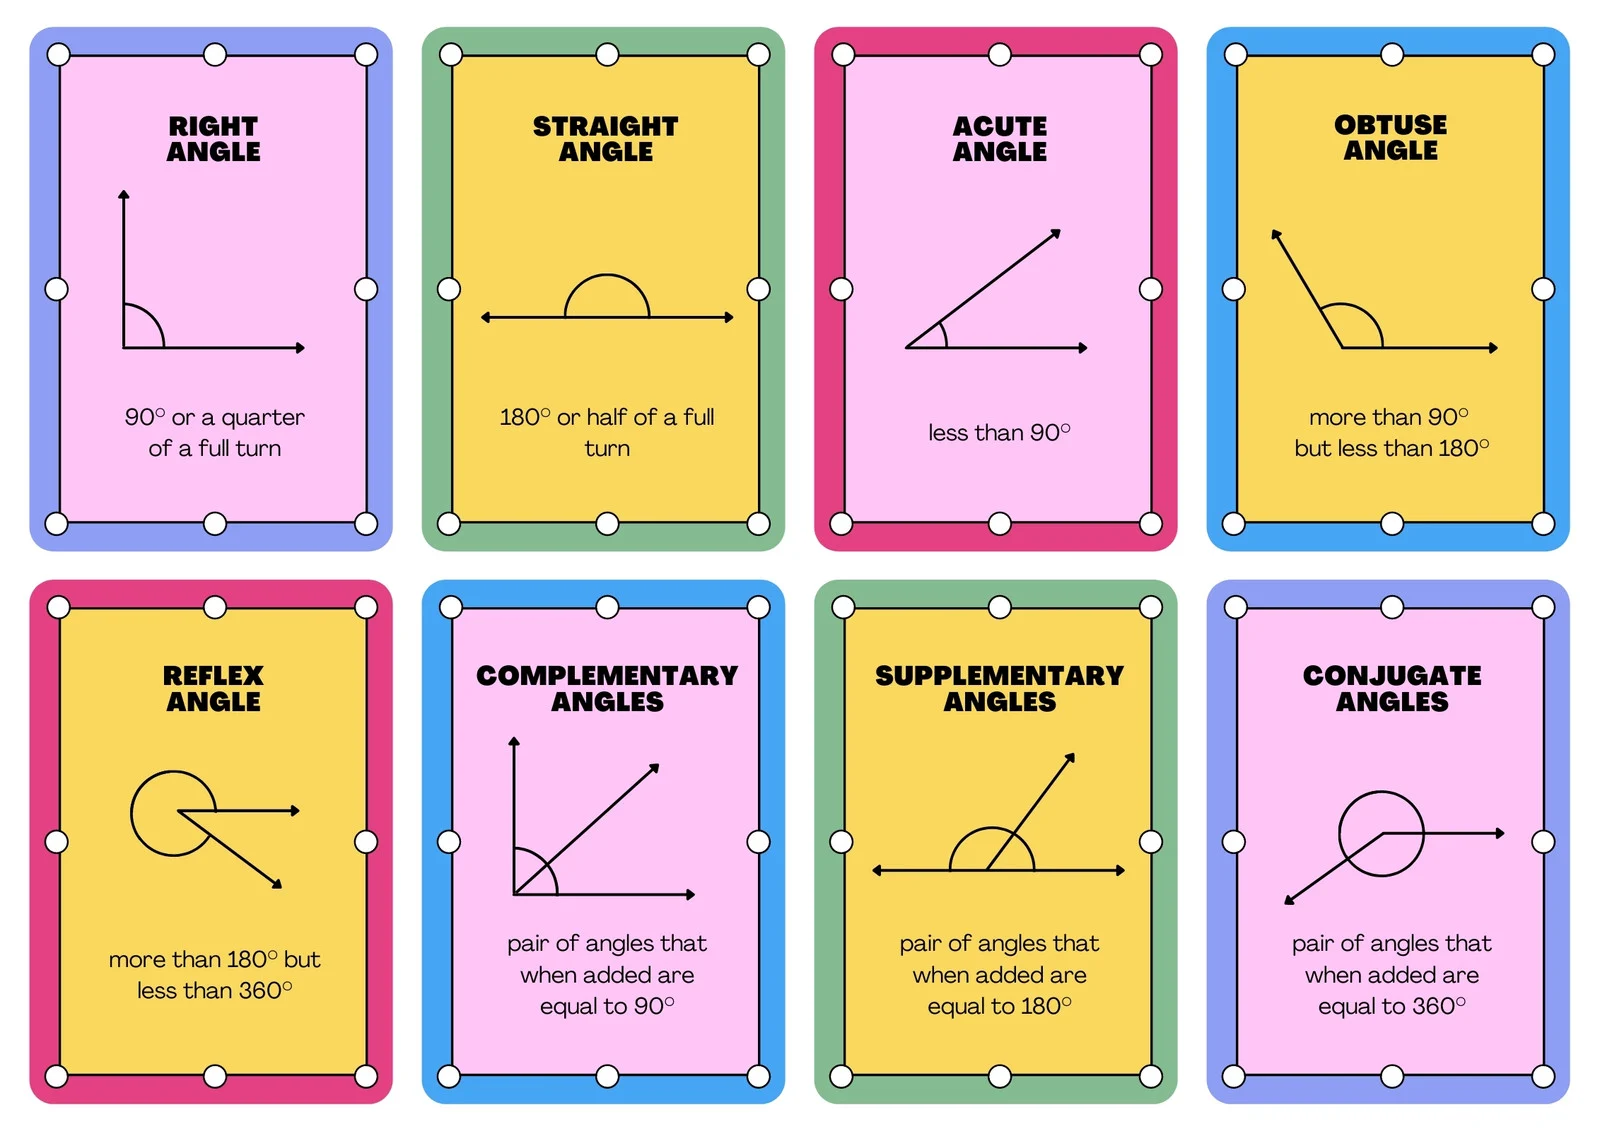 RIGHT
ANGLE
90° or a quarter
of a full turn
STRAIGHT
ANGLE
180° or half of a full
turn
ACUTE
ANGLE
less than 90°
OBTUSE
ANGLE
more than 90°
but less than 180°
REFLEX
ANGLE
more than 180° but
less than 360°
COMPLEMENTARY
ANGLES
pair of angles that
when added are
equal to 90°
SUPPLEMENTARY
ANGLES
pair of angles that
when added are
equal to 180°
CONJUGATE
ANGLES
pair of angles that
when added are
equal to 360°